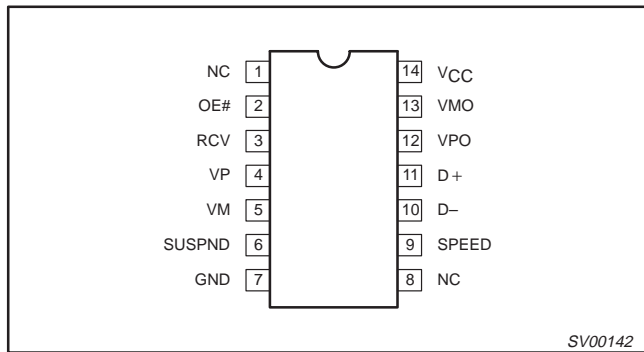 NC 1 14 VCC
OE# 2 13 VMO
RCV 3 12 VPO
VP 4 11 D+
VM 5 10 D–
SUSPND 6 9 SPEED
GND 7 8 NC
SV00142